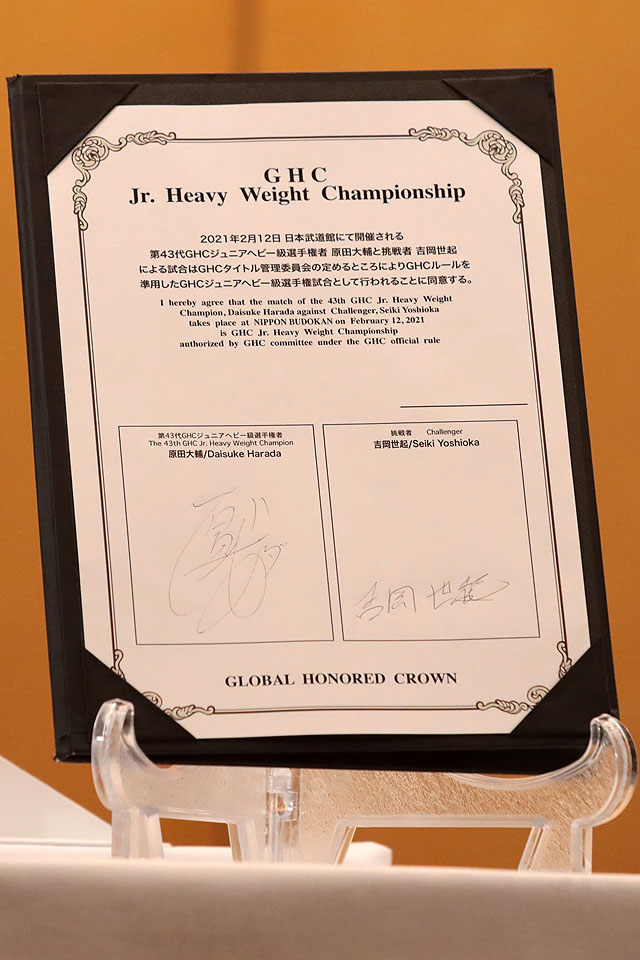 GHC
Jr. Heavy Weight Championship
2021年2月12日 日本武道館にて開催される
第43代GHCジュニアヘビー級選手権者 原田大輔と挑戦者 吉岡世起
による試合はGHCタイトル管理委員会の定めるところによりGHCルールを
準用したGHCジュニアヘビー級選手権試合として行われることに同意する。
I hereby agree that the match of the 43th GHC Jr. Heavy Weight
Champion, Daisuke Harada against Challenger, Seiki Yoshioka
takes place at NIPPON BUDOKAN on February 12, 2021
is GHC Jr. Heavy Weight Championship
authorized by GHC committee under the GHC official rule
第43代GHCジュニアヘビー級選手権者
The 43th GHC Jr. Heavy Weight Champion
原田大輔/Daisuke Harada
挑戦者 Challenger
吉岡世起/Seiki Yoshioka
吉岡 世起
GLOBAL HONORED CROWN